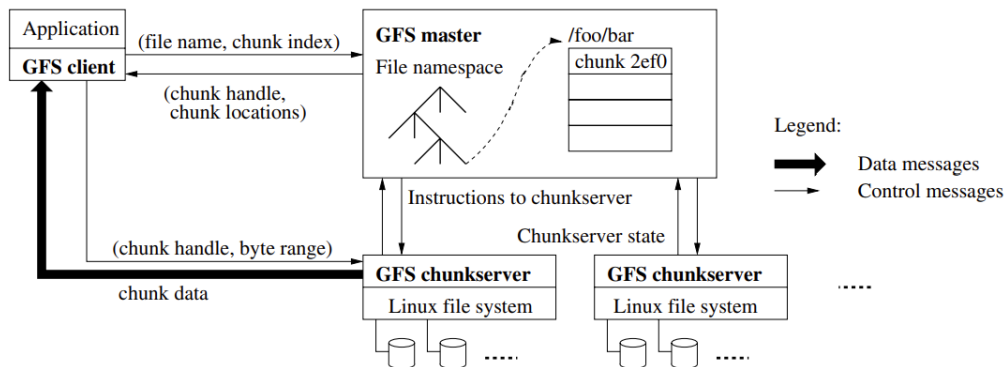 Application
GFS client
(file name, chunk index)
(chunk handle,
chunk locations)
GFS master
File namespace
/foo/bar
chunk 2ef0
Legend:
Data messages
Control messages
Instructions to chunkserver
Chunkserver state
(chunk handle, byte range)
chunk data
GFS chunkserver
Linux file system
GFS chunkserver
Linux file system